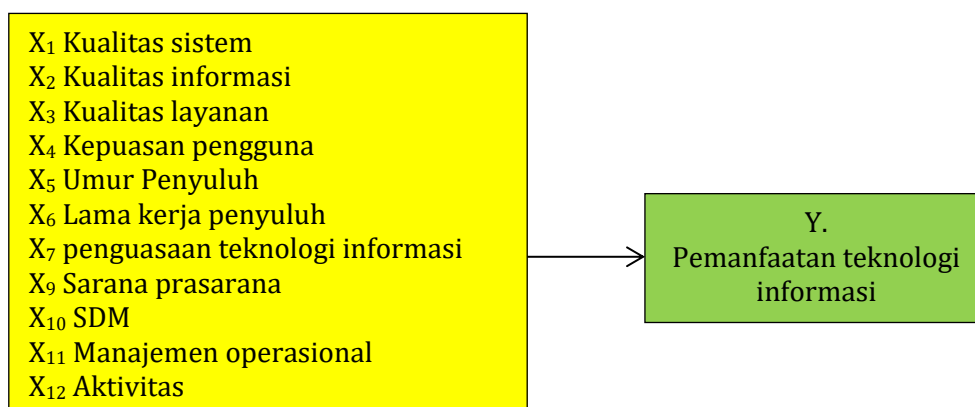 X₁ Kualitas sistem
X₂ Kualitas informasi
X₃ Kualitas layanan
X₄ Kepuasan pengguna
X₅ Umur Penyuluh
X₆ Lama kerja penyuluh
X₇ penguasaan teknologi informasi
X₉ Sarana prasarana
X₁₀ SDM
X₁₁ Manajemen operasional
X₁₂ Aktivitas
Y.
Pemanfaatan teknologi
informasi